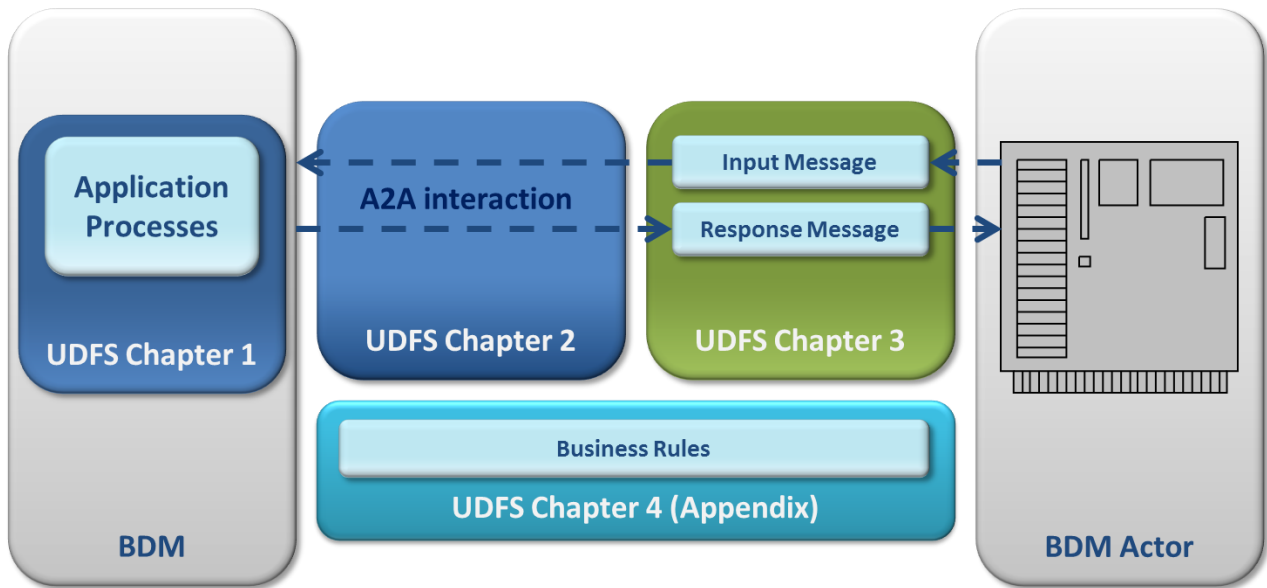 Application
Processes
UDFS Chapter 1
BDM
A2A interaction
UDFS Chapter 2
Input Message
Response Message
UDFS Chapter 3
Business Rules
UDFS Chapter 4 (Appendix)
BDM Actor